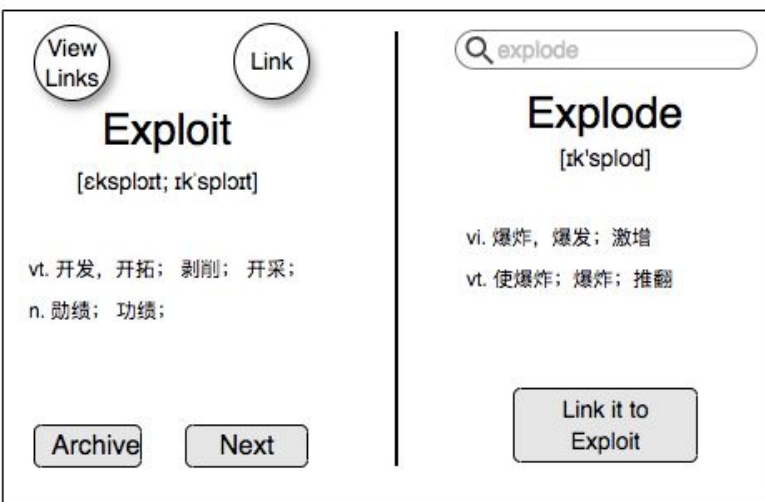 View
Links
Link
Exploit
[ɛksplɔɪt; ɪkˈsplɔɪt]
vt. 开发，开拓； 剥削； 开采；
n. 勋绩； 功绩；
Archive
Next
explode
Explode
[ɪk'splod]
vi. 爆炸，爆发；激增
vt. 使爆炸；爆炸；推翻
Link it to
Exploit